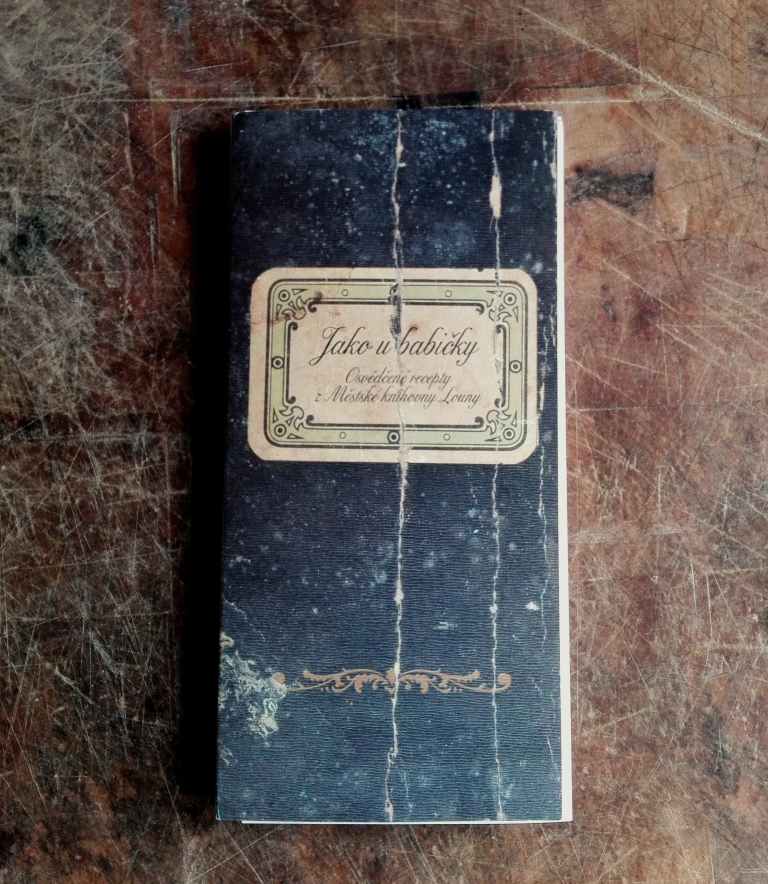 Jako u babičky
Osvědčené recepty
z Městské knihovny Louny